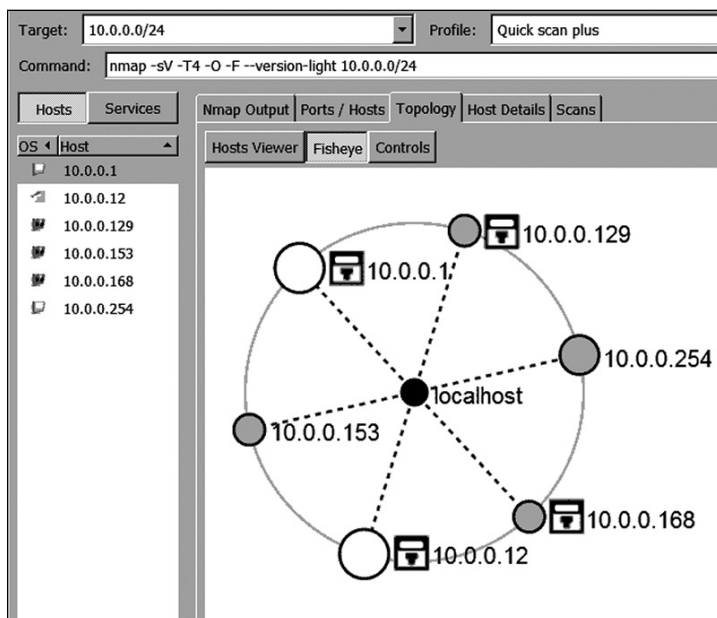 Target: 10.0.0.0/24 Profile: Quick scan plus
Command: nmap -sV -T4 -O -F --version-light 10.0.0.0/24
Hosts Services Nmap Output Ports / Hosts Topology Host Details Scans
OS Host Hosts Viewer Fisheye Controls
10.0.0.1
10.0.0.12
10.0.0.129
10.0.0.153
10.0.0.168
10.0.0.254
10.0.0.129
10.0.0.1
10.0.0.254
localhost
10.0.0.153
10.0.0.168
10.0.0.12